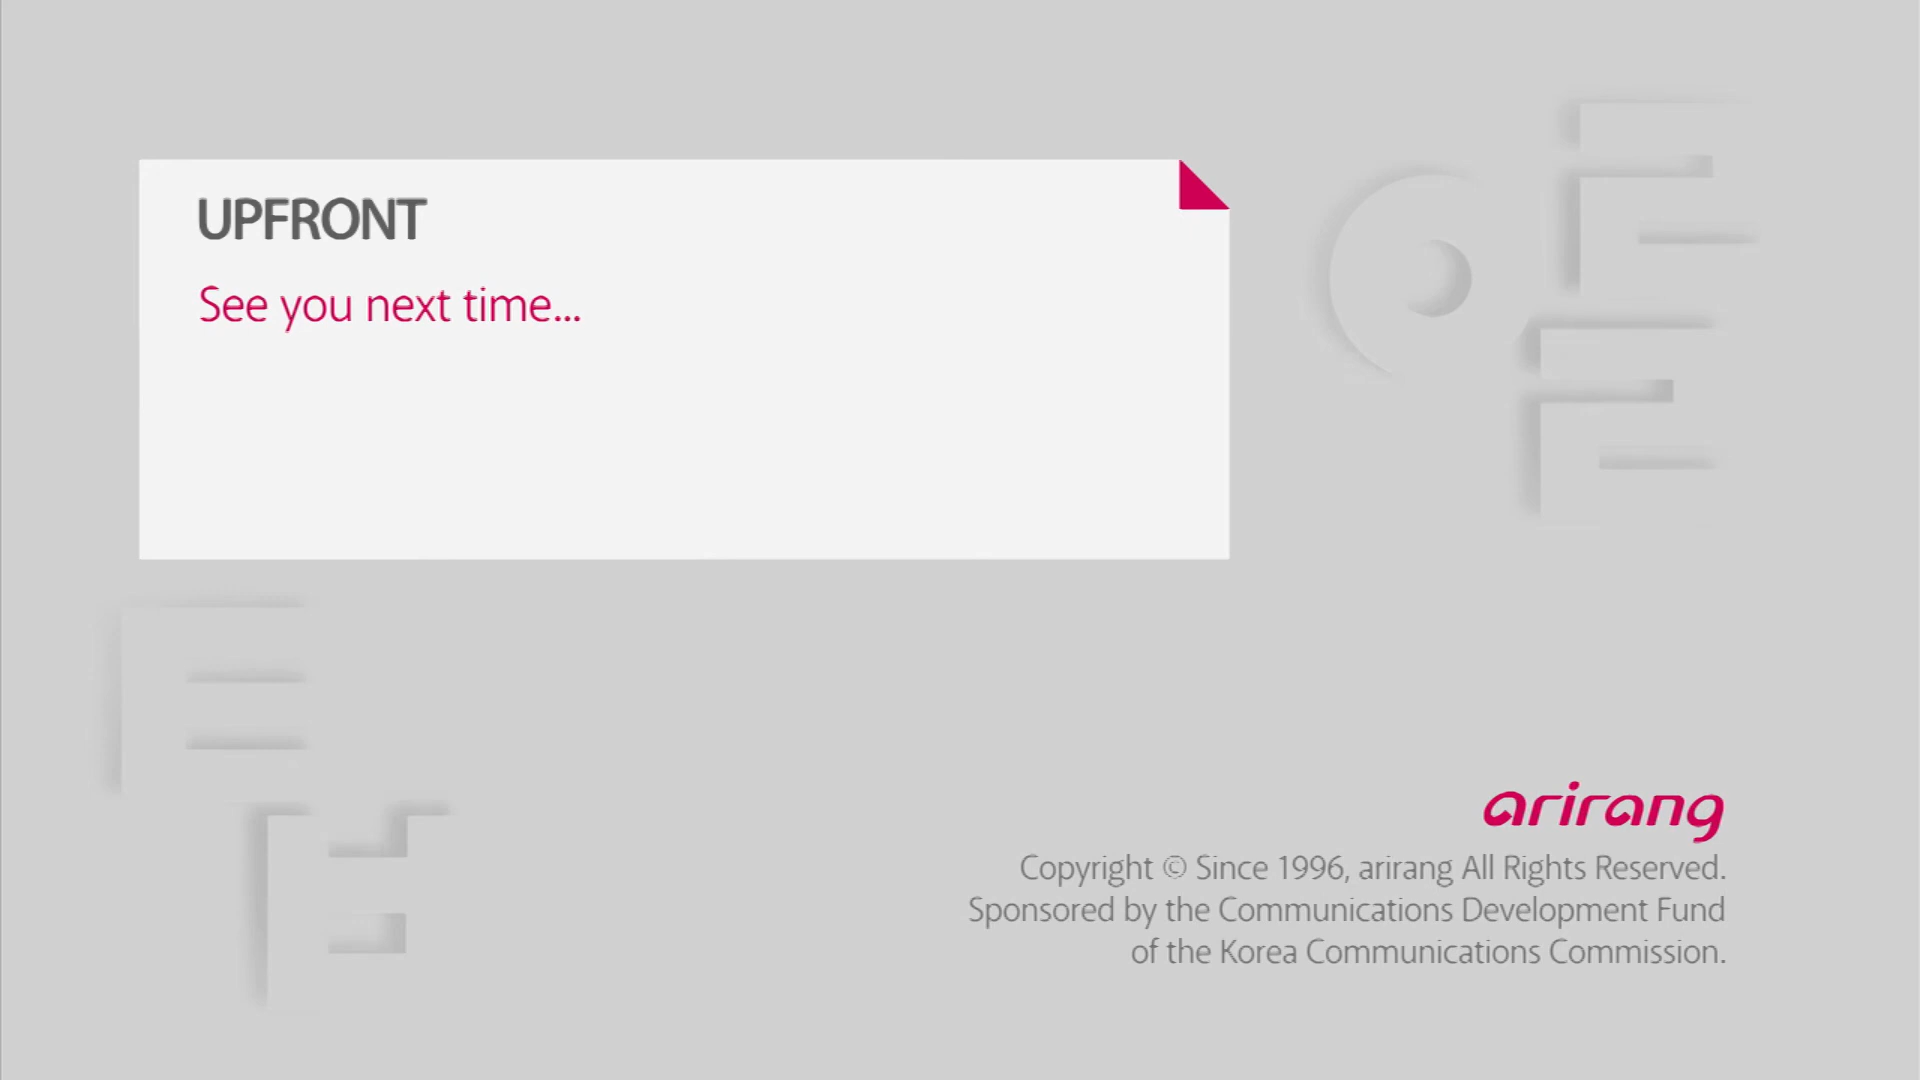 UPFRONT
See you next time...
arirang
Copyright © Since 1996, arirang All Rights Reserved.
Sponsored by the Communications Development Fund
of the Korea Communications Commission.